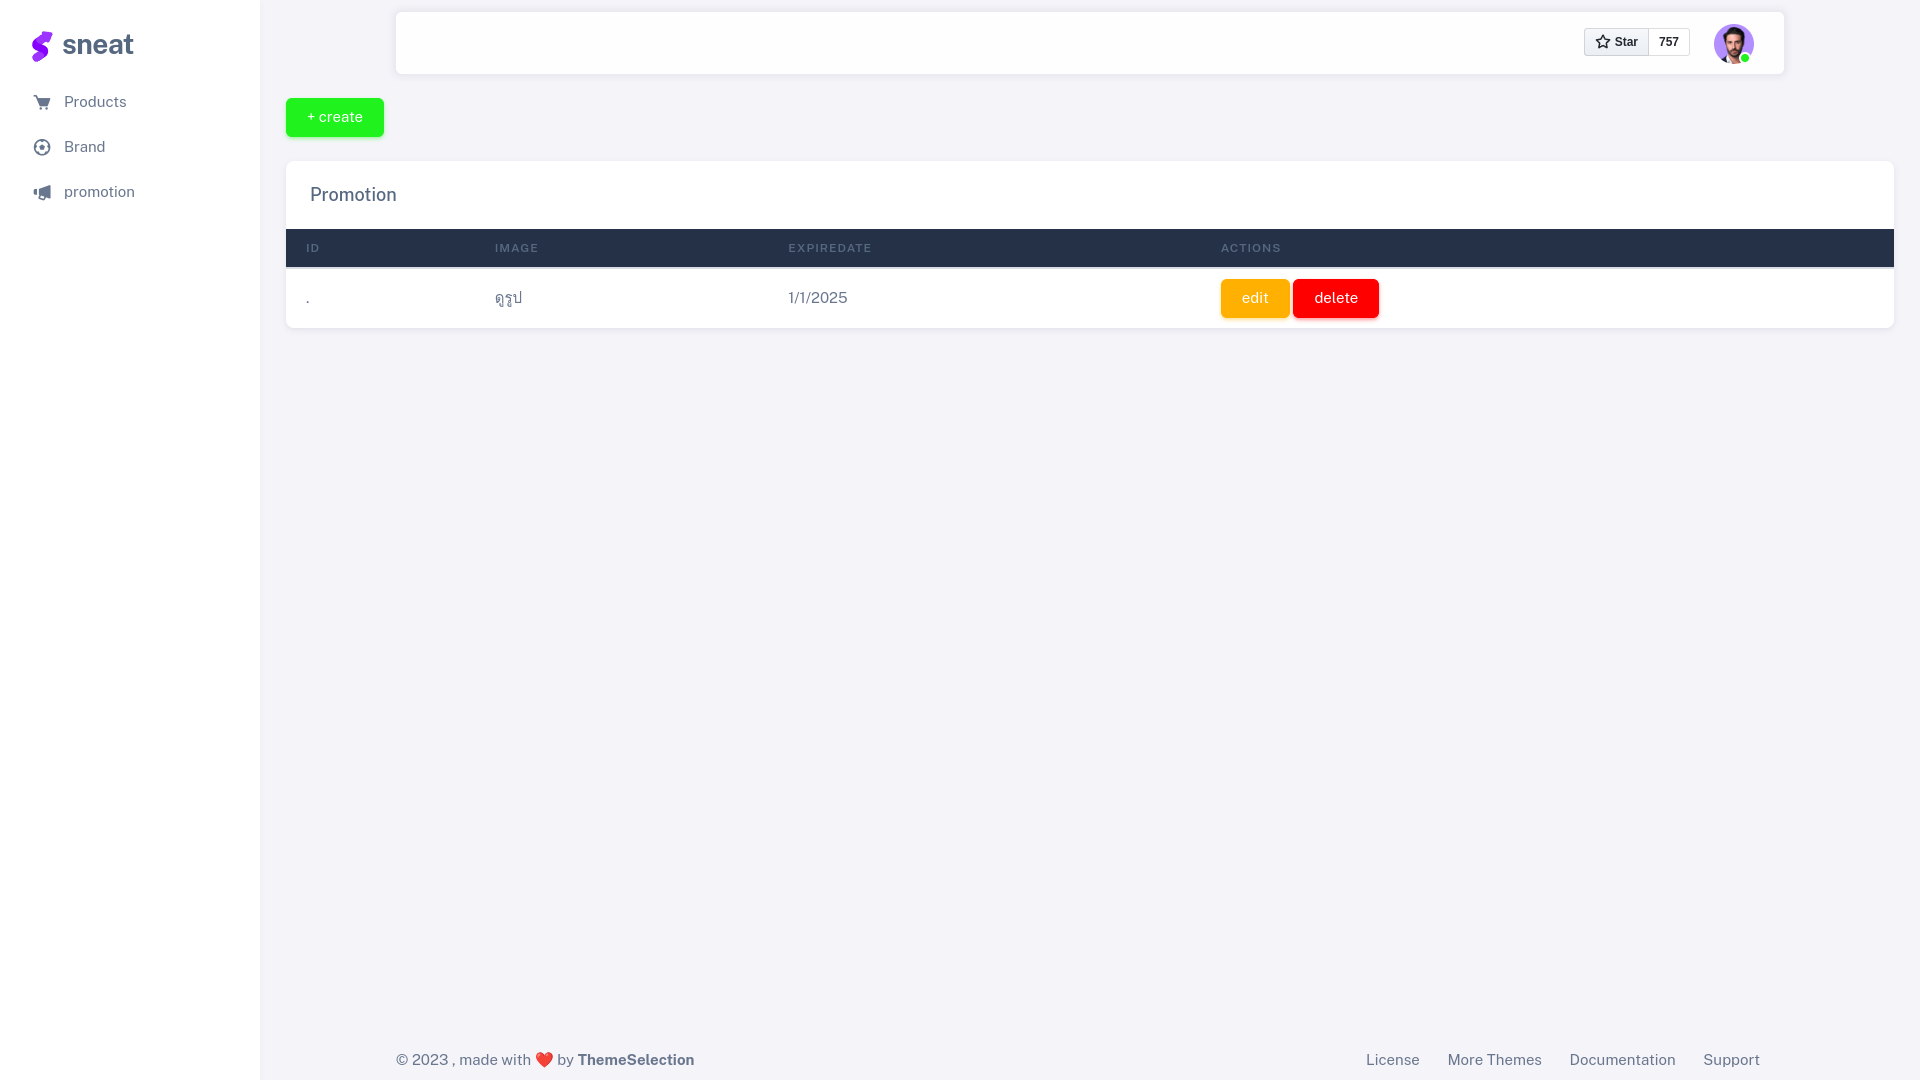 sneat
Products
Brand
promotion
Star 757
+ create
Promotion
ID IMAGE EXPIREDATE ACTIONS
. ดูรูป 1/1/2025 edit delete
© 2023 , made with ❤️ by ThemeSelection
License More Themes Documentation Support